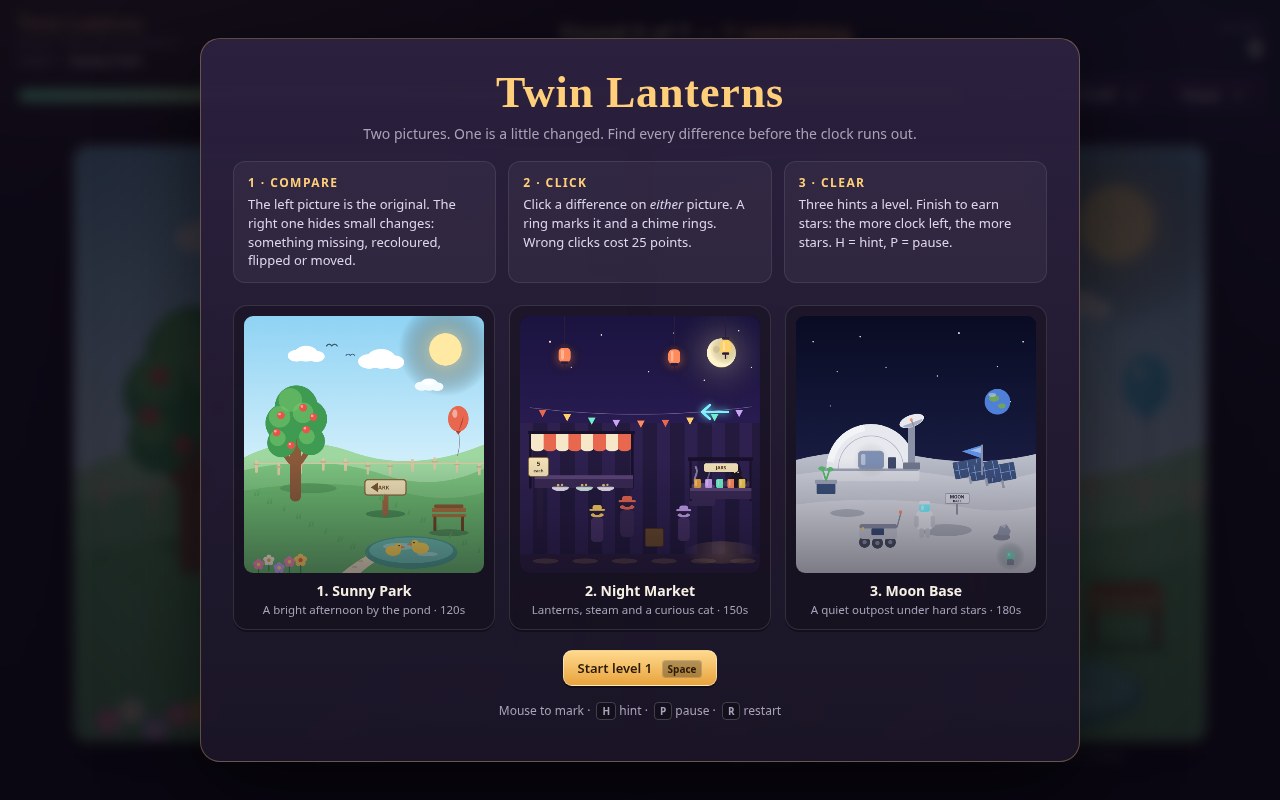 Twin Lanterns
Two pictures. One is a little changed. Find every difference before the clock runs out.
1 · COMPARE
The left picture is the original. The
right one hides small changes:
something missing, recoloured,
flipped or moved.
2 · CLICK
Click a difference on either picture. A
ring marks it and a chime rings.
Wrong clicks cost 25 points.
3 · CLEAR
Three hints a level. Finish to earn
stars: the more clock left, the more
stars. H = hint, P = pause.
5
each
JARS
MOON
1. Sunny Park
A bright afternoon by the pond · 120s
2. Night Market
Lanterns, steam and a curious cat · 150s
3. Moon Base
A quiet outpost under hard stars · 180s
Start level 1 Space
Mouse to mark · H hint · P pause · R restart